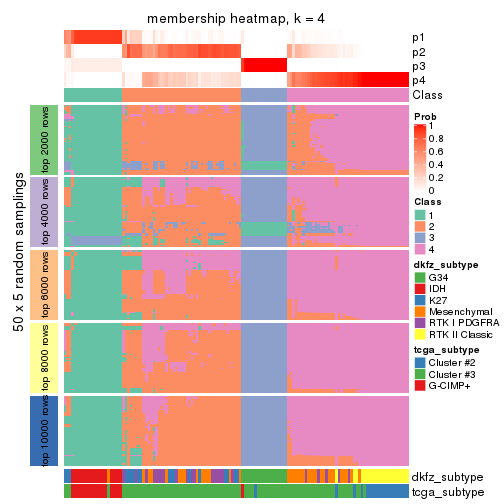 membership heatmap, k = 4
p1
p2
p3
p4
Class
50 x 5 random samplings
top 2000 rows
top 4000 rows
top 6000 rows
top 8000 rows
top 10000 rows
Prob
1
0.8
0.6
0.4
0.2
0
Class
1
2
3
4
dkfz_subtype
G34
IDH
K27
Mesenchymal
RTK I PDGFRA
RTK II Classic
tcga_subtype
Cluster #2
Cluster #3
G-CIMP+
dkfz_subtype
tcga_subtype